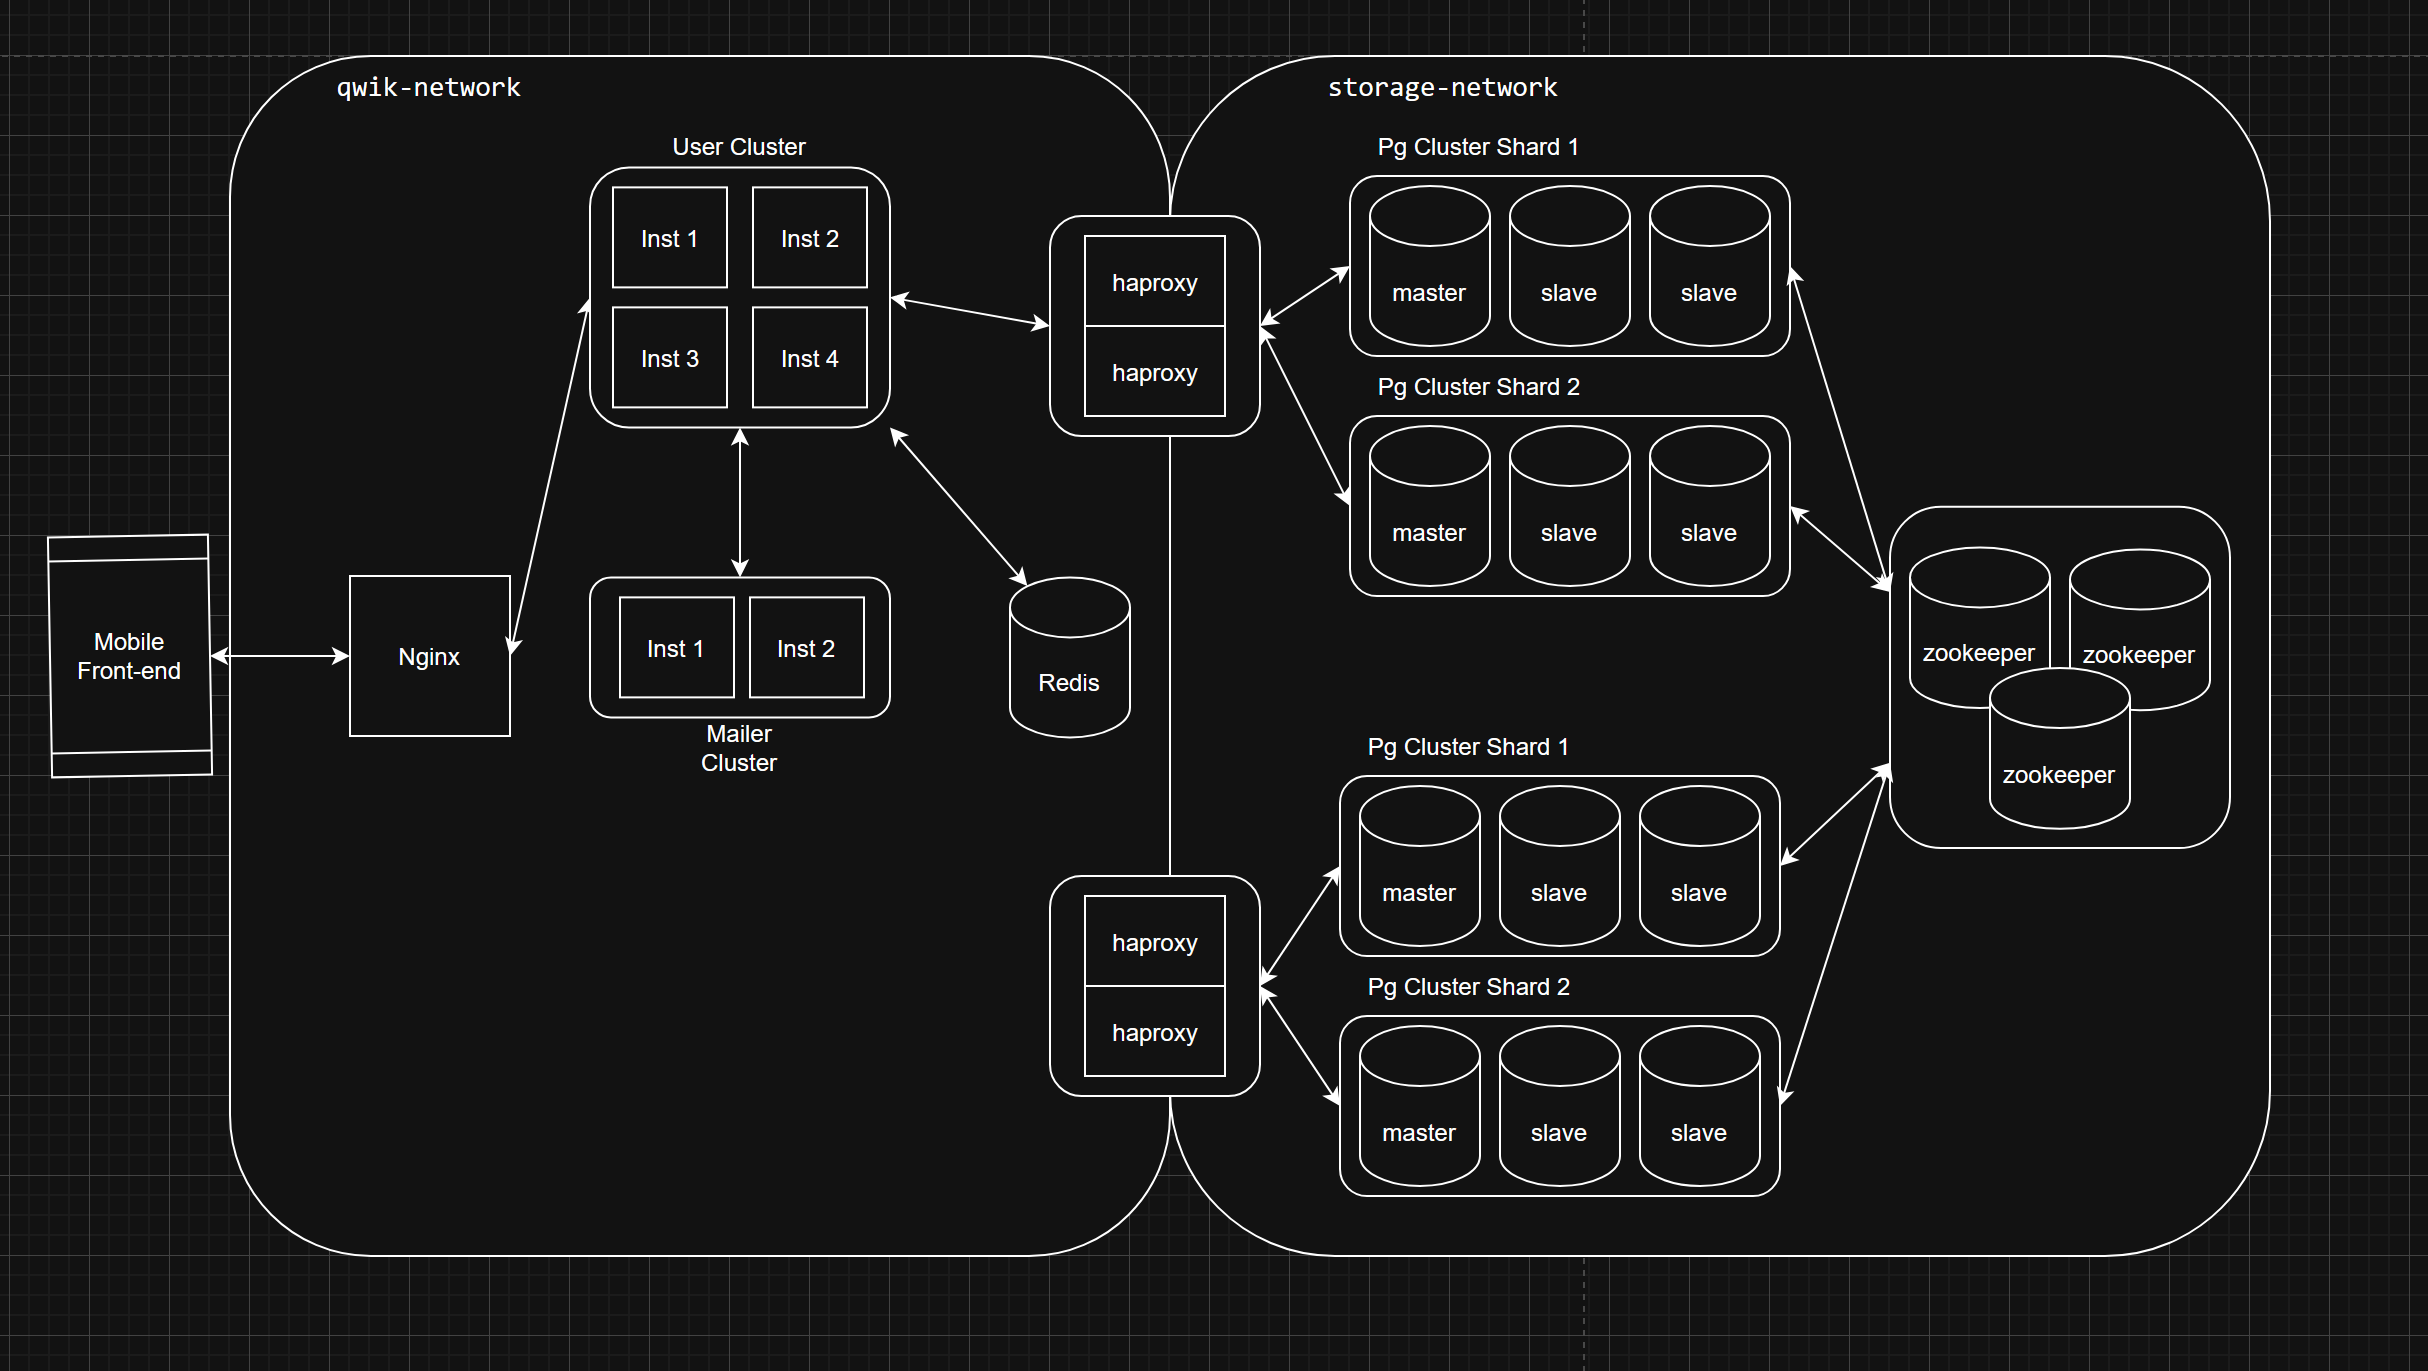 qwik-network
storage-network
User Cluster
Inst 1
Inst 2
Inst 3
Inst 4
haproxy
haproxy
Pg Cluster Shard 1
master
slave
slave
Pg Cluster Shard 2
master
slave
slave
Mobile
Front-end
Nginx
Inst 1
Inst 2
Mailer
Cluster
Redis
zookeeper
zookeeper
zookeeper
haproxy
haproxy
Pg Cluster Shard 1
master
slave
slave
Pg Cluster Shard 2
master
slave
slave